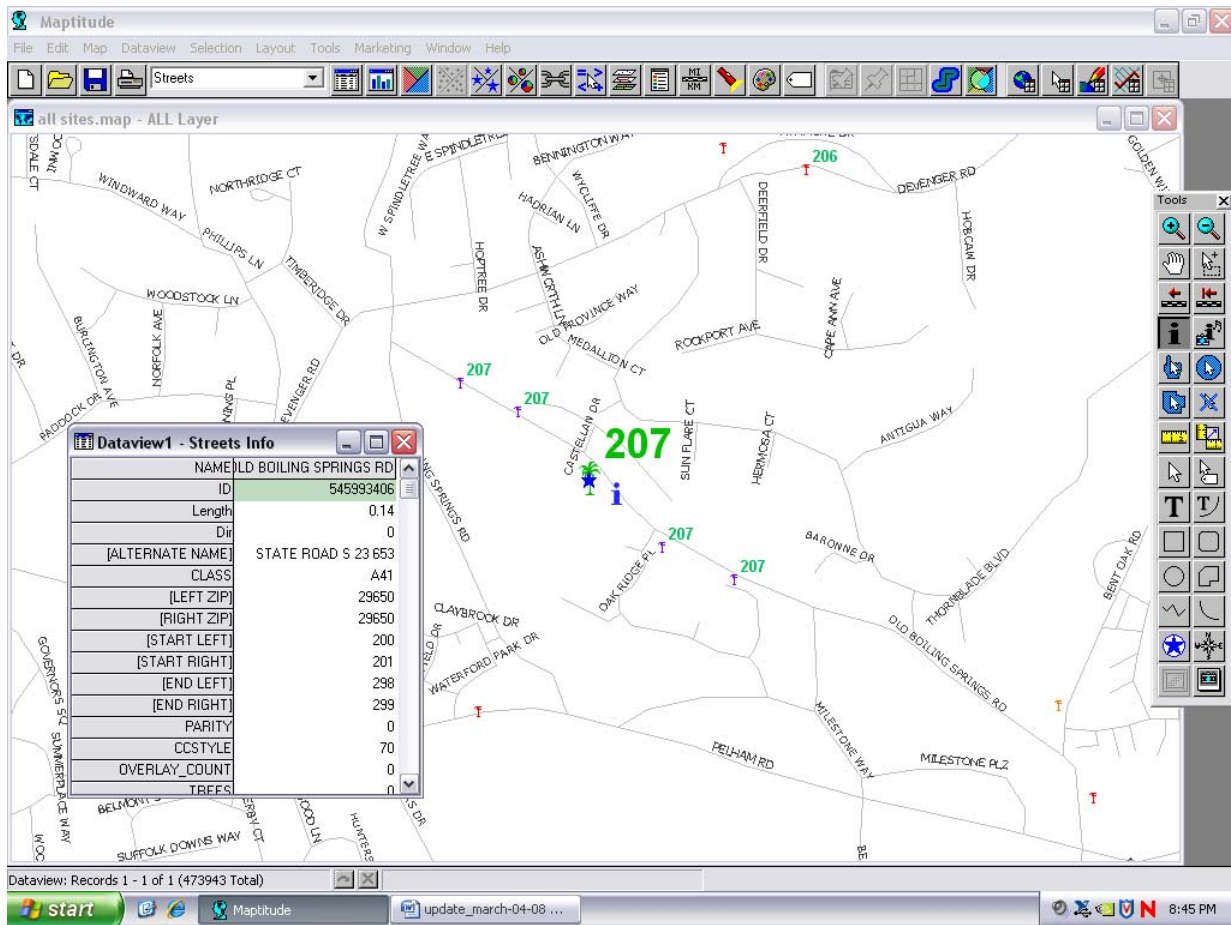 Maptitude
File Edit Map Dataview Selection Layout Tools Marketing Window Help
Streets
MI
KM
all sites.map - ALL Layer
WINDWARD WAY
NORTHRIDGE CT
W SPINDLETREE WAY
E SPINDLETREE
BENNINGTON WAY
WYCLIFFE DR
HADRIAN LN
206
DEVENGER RD
DEERFIELD DR
HOBCAW DR
Tools
PHILLIPS LN
TIMBERIDGE DR
HOPTREE DR
ASHWORTH LN
OLD PROVINCE WAY
MEDALLION CT
ROCKPORT AVE
CAPE ANN AVE
WOODSTOCK LN
NORFOLK AVE
BURLINGTON AVE
PADDOCK DR
207
207
CASTELLAN DR
207
SUN FLARE CT
HERMOSA CT
ANTIGUA WAY
i
207
207
OAK RIDGE PL
BARONNE DR
THORNBLADE BLVD
BENT OAK RD
OLD BOILING SPRINGS RD
CLAYBROOK DR
WATERFORD PARK DR
PELHAM RD
MILESTONE WAY
MILESTONE PLZ
SUMMERPLACE WAY
SUFFOLK DOWNS WAY
Dataview1 - Streets Info
NAME OLD BOILING SPRINGS RD
ID 545993406
Length 0.14
Dir 0
[ALTERNATE NAME] STATE ROAD S 23 653
CLASS A41
[LEFT ZIP] 29650
[RIGHT ZIP] 29650
[START LEFT] 200
[START RIGHT] 201
[END LEFT] 298
[END RIGHT] 299
PARITY 0
CCSTYLE 70
OVERLAY_COUNT 0
TREES 0
Dataview: Records 1 - 1 of 1 (473943 Total)
start
Maptitude
update_march-04-08 ...
8:45 PM